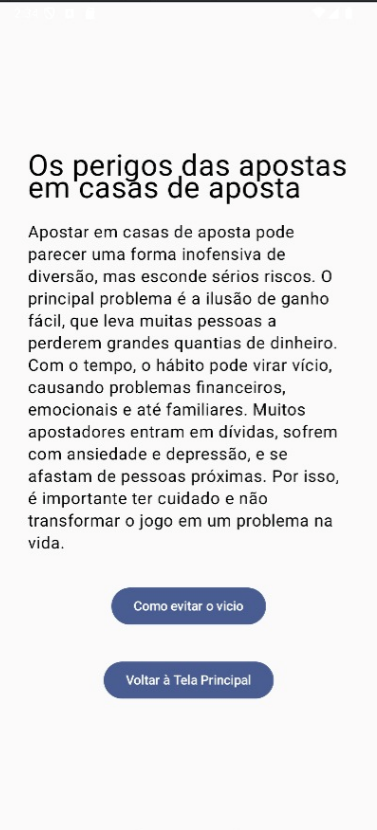 Os perigos das apostas
em casas de aposta
Apostar em casas de aposta pode
parecer uma forma inofensiva de
diversão, mas esconde sérios riscos. O
principal problema é a ilusão de ganho
fácil, que leva muitas pessoas a
perderem grandes quantias de dinheiro.
Com o tempo, o hábito pode virar vício,
causando problemas financeiros,
emocionais e até familiares. Muitos
apostadores entram em dívidas, sofrem
com ansiedade e depressão, e se
afastam de pessoas próximas. Por isso,
é importante ter cuidado e não
transformar o jogo em um problema na
vida.
Como evitar o vicio
Voltar à Tela Principal